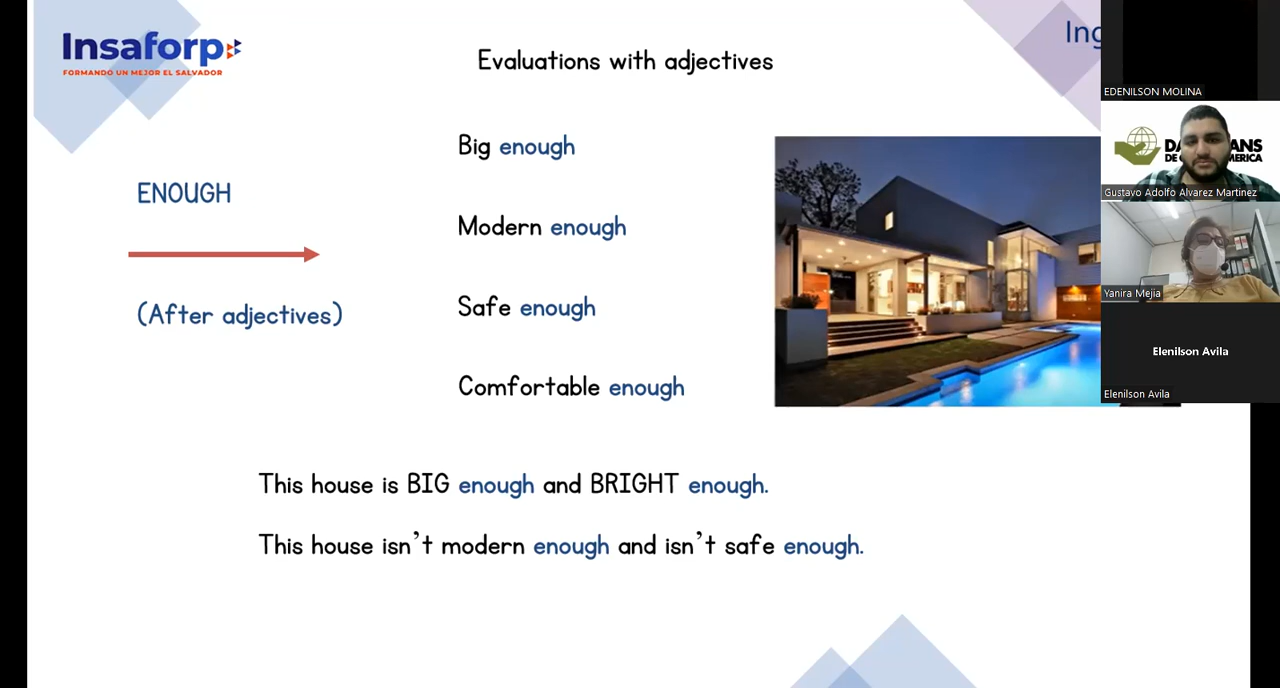 Insaforp
FORMANDO UN MEJOR EL SALVADOR
Evaluations with adjectives
Big enough
ENOUGH
Modern enough
(After adjectives)
Safe enough
Comfortable enough
This house is BIG enough and BRIGHT enough.
This house isn't modern enough and isn't safe enough.
Ing
EDENILSON MOLINA
Gustavo Adolfo Alvarez Martinez
Yanira Mejia
Elenilson Avila
Elenilson Avila